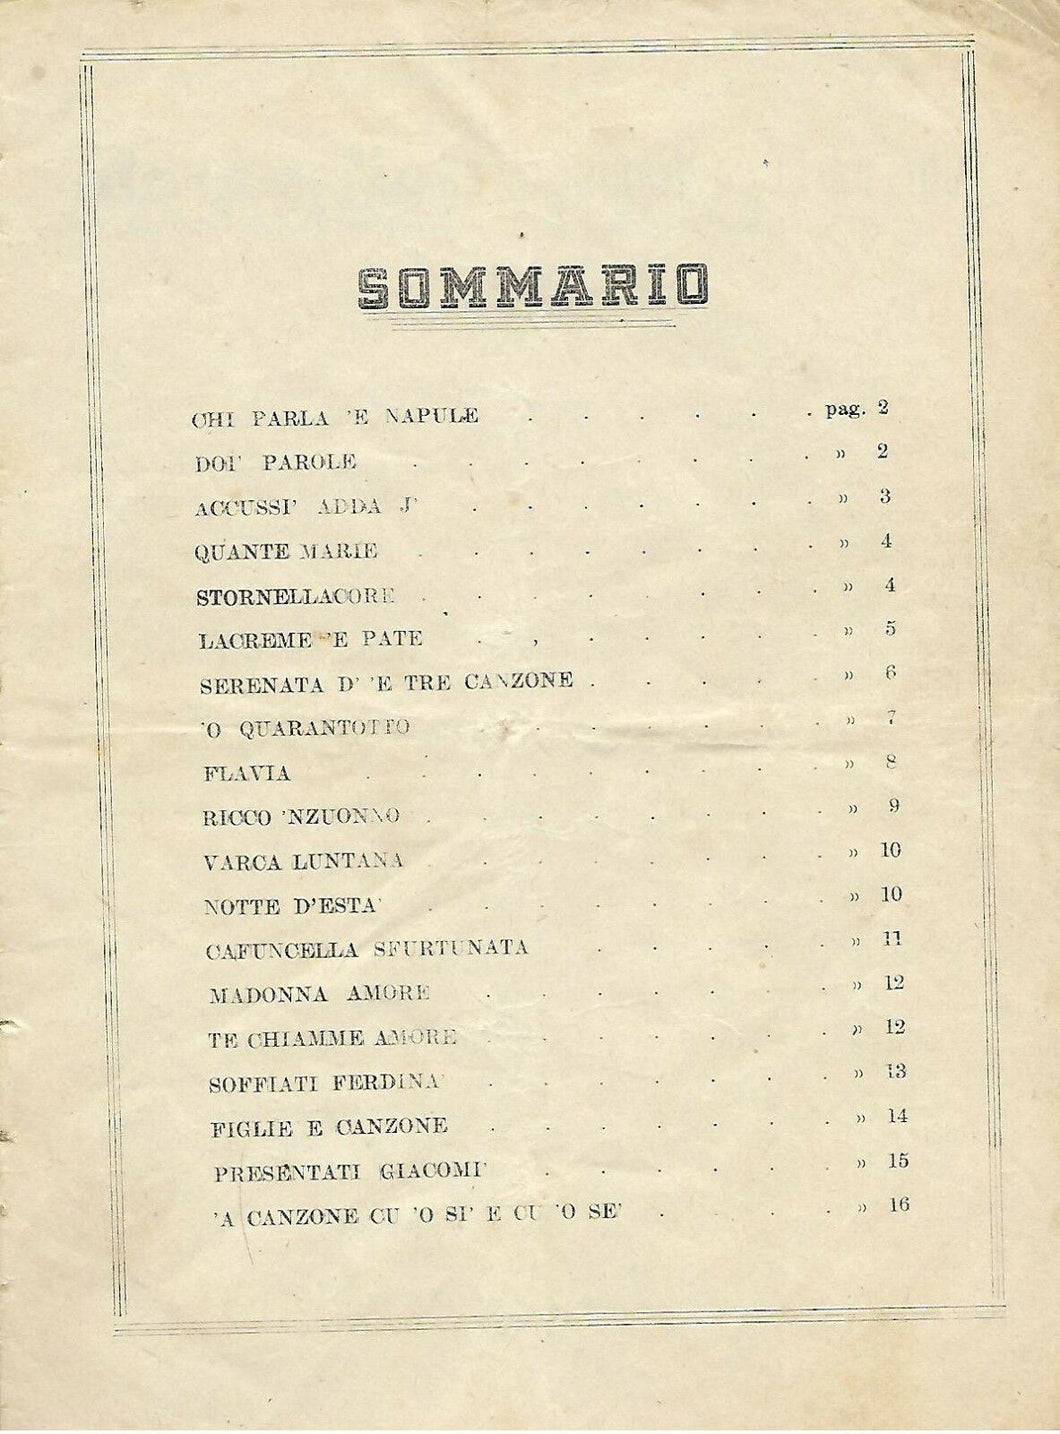 SOMMARIO
CHI PARLA 'E NAPULE . . . . . . pag. 2
DOI' PAROLE . . . . . . . . » 2
ACCUSSI' ADDA J' . . . . . . . » 3
QUANTE MARIE . . . . . . . . » 4
STORNELLACORE . . . . . . . . » 4
LACREME 'E PATE . , . . . . . » 5
SERENATA D' 'E TRE CANZONE . . . . . » 6
'O QUARANTOTTO . . . . . . . » 7
FLAVIA . . . . . . . . . » 8
RICCO 'NZUONNO . . . . . . . . » 9
VARCA LUNTANA . . . . . . . . » 10
NOTTE D'ESTA' . . . . . . . . » 10
CAFUNCELLA SFURTUNATA . . . . . » 11
MADONNA AMORE . . . . . . . » 12
TE CHIAMME AMORE . . . . . . . » 12
SOFFIATI FERDINA' . . . . . . . » 13
FIGLIE E CANZONE . . . . . . . » 14
PRESENTATI GIACOMI' . . . . . . » 15
'A CANZONE CU 'O SI' E CU 'O SE' . . . . » 16